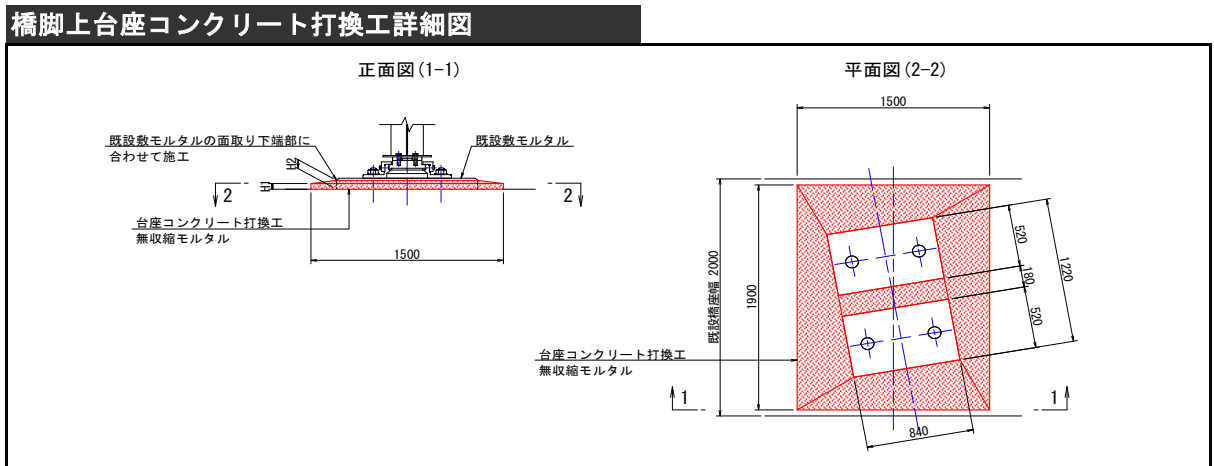 橋脚上台座コンクリート打換工詳細図
正面図(1-1)
既設敷モルタルの面取り下端部に
合わせて施工
既設敷モルタル
H2
H1
2
2
台座コンクリート打換工
無収縮モルタル
1500
平面図(2-2)
1500
520
180
520
1220
既設橋座幅 2000
1900
台座コンクリート打換工
無収縮モルタル
1
1
840